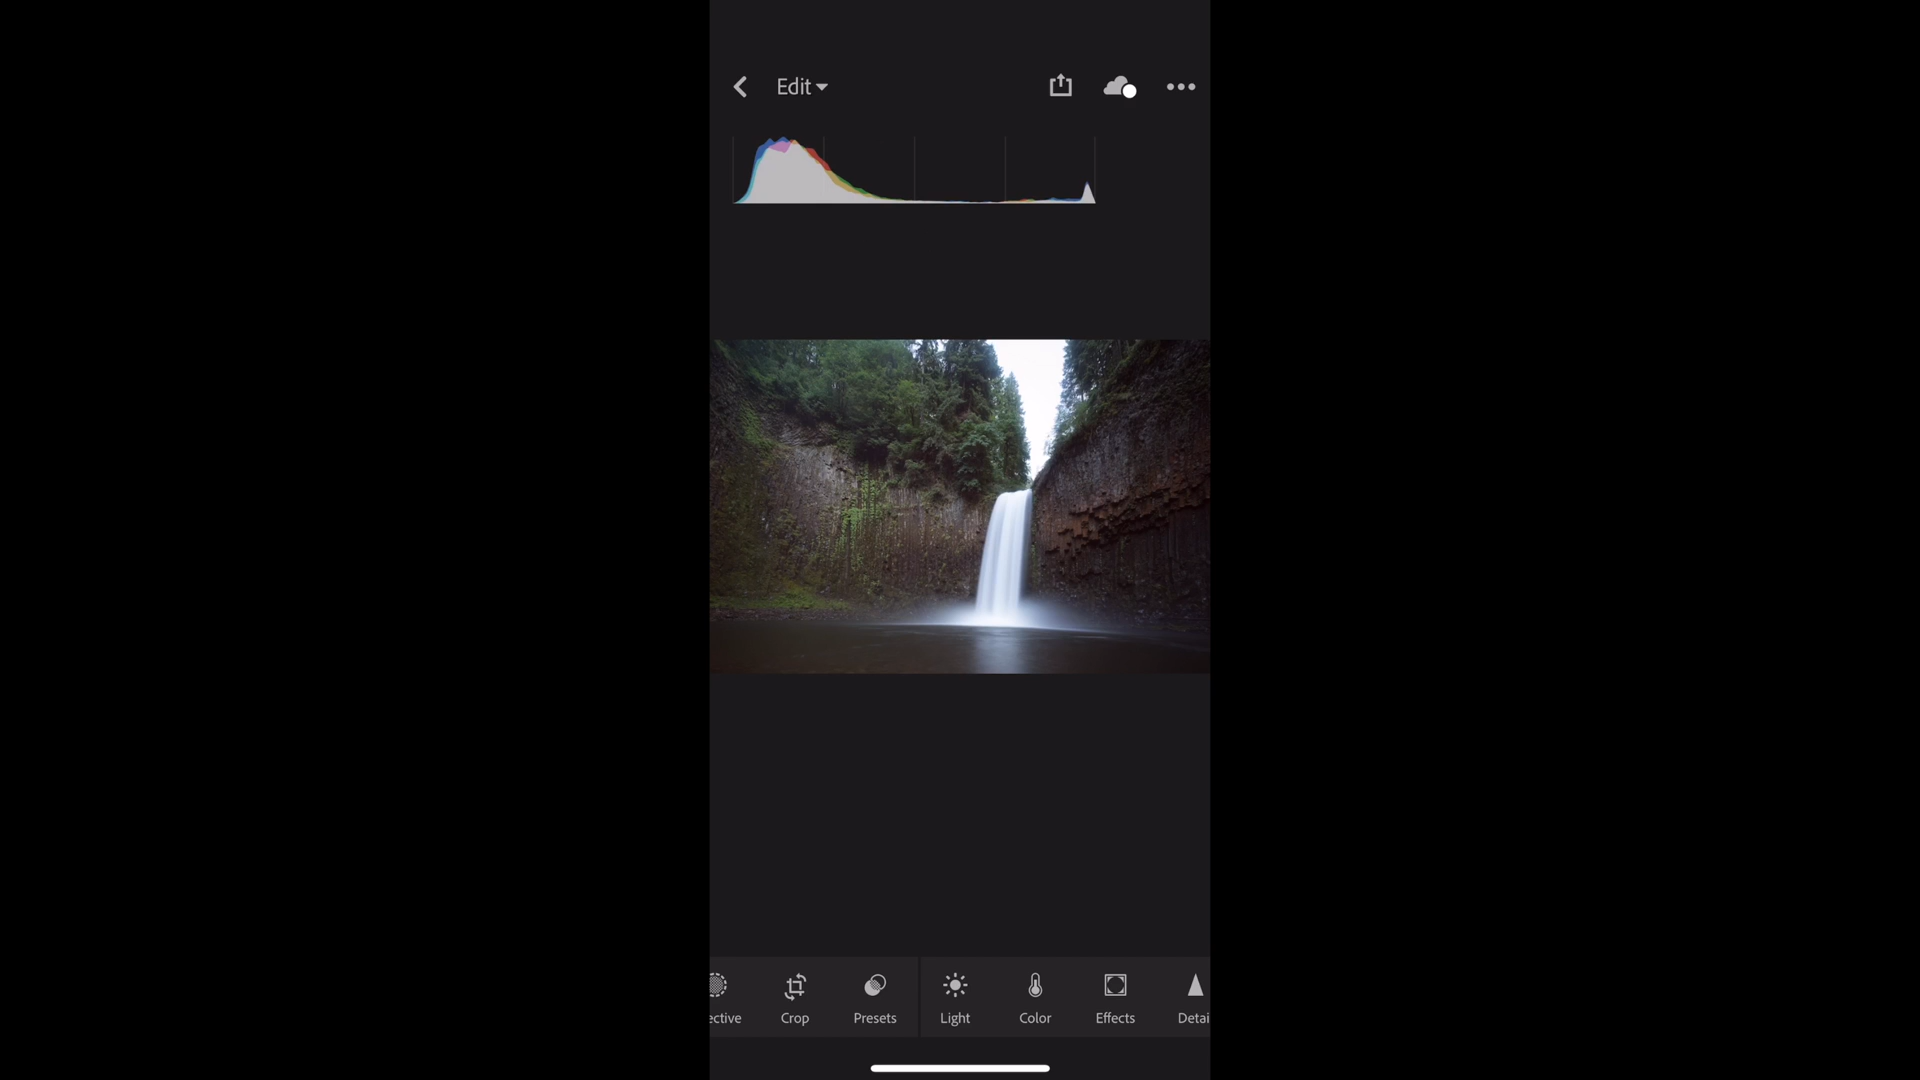 Edit
ective
Crop
Presets
Light
Color
Effects
Detai